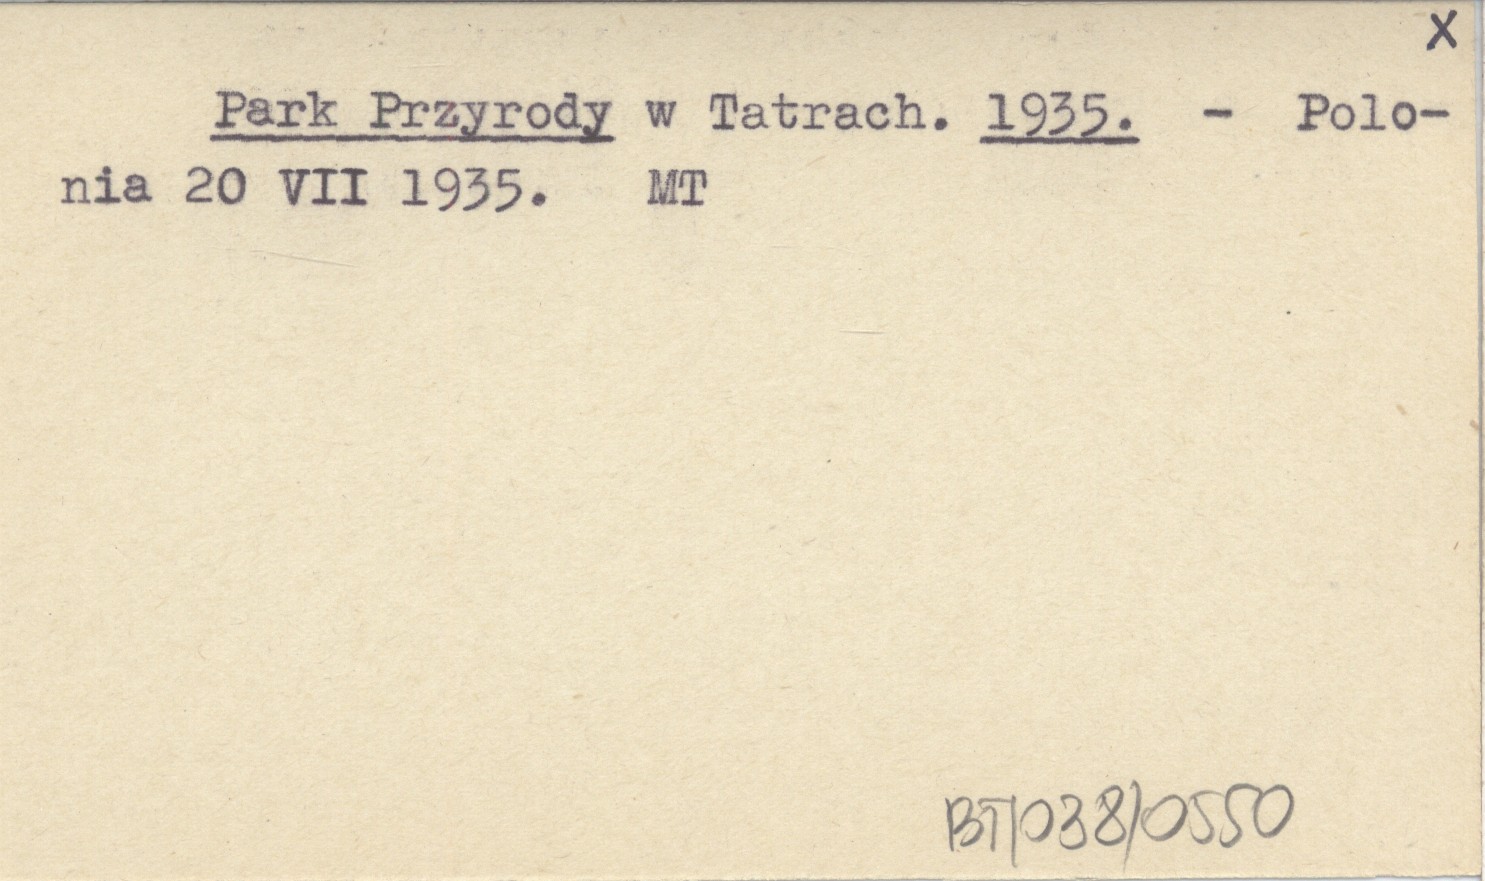 X
Park Przyrody w Tatrach. 1935. - Polo-
nia 20 VII 1935. MT
BT/038/0550